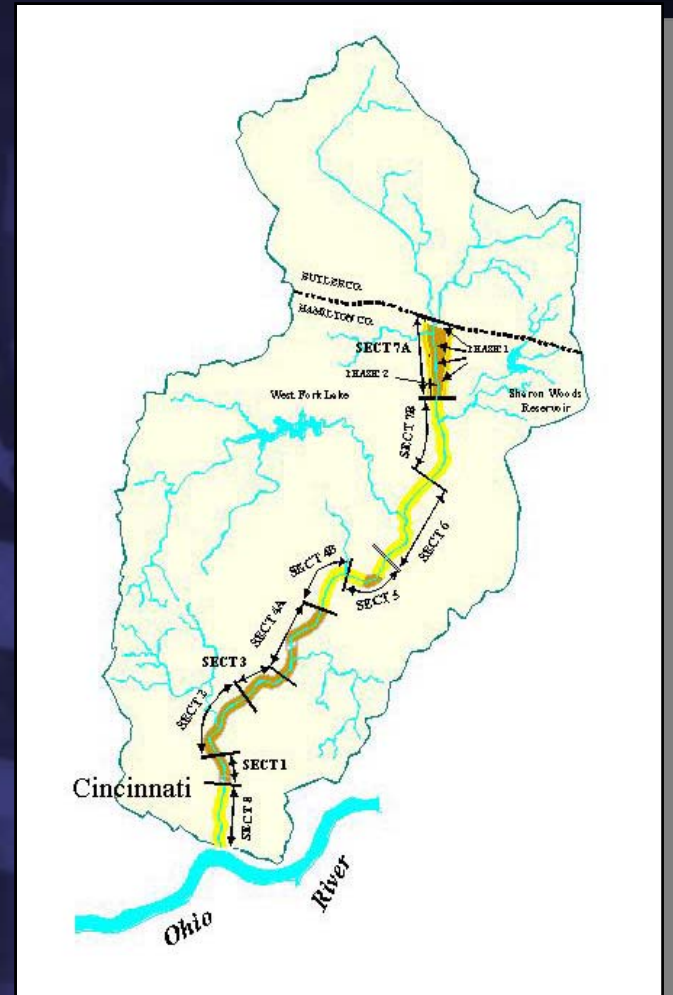 BUTLER CO.
HAMILTON CO.
SECT 7A
PHASE 1
PHASE 2
West Fork Lake
Sharon Woods
Reservoir
SECT 7B
SECT 6
SECT 4B
SECT 5
SECT 4A
SECT 3
SECT 2
SECT 1
Cincinnati
SECT 8
River
Ohio